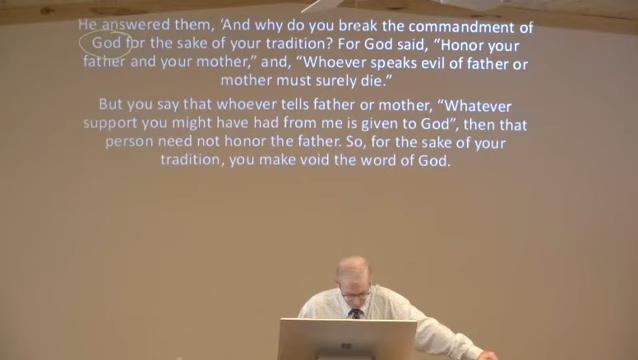 He answered them, ‘And why do you break the commandment of
God for the sake of your tradition? For God said, “Honor your
father and your mother,” and, “Whoever speaks evil of father or
mother must surely die.”
But you say that whoever tells father or mother, “Whatever
support you might have had from me is given to God”, then that
person need not honor the father. So, for the sake of your
tradition, you make void the word of God.